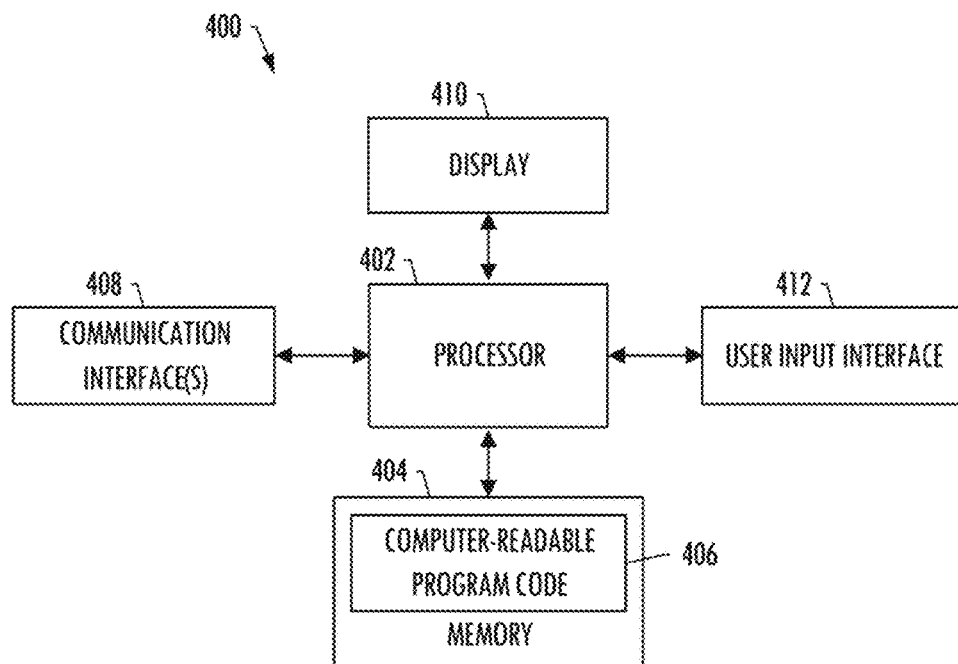 400
410
DISPLAY
402
408
412
COMMUNICATION
INTERFACE(S)
PROCESSOR
USER INPUT INTERFACE
404
COMPUTER-READABLE
PROGRAM CODE
406
MEMORY